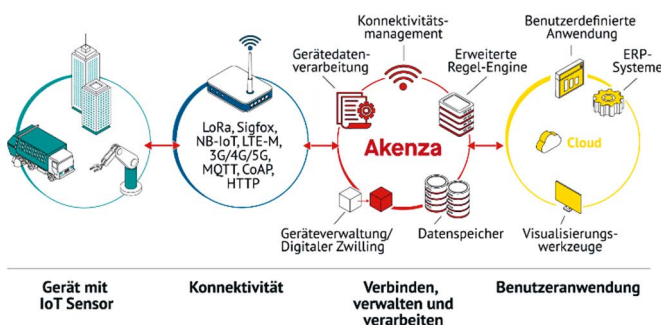 Konnektivitäts-
management
Gerätedaten-
verarbeitung
Erweiterte
Regel-Engine
Benutzerdefinierte
Anwendung
ERP-
Systeme
LoRa, Sigfox,
NB-IoT, LTE-M,
3G/4G/5G,
MQTT, CoAP,
HTTP
Akenza
Cloud
Geräteverwaltung/
Digitaler Zwilling
Datenspeicher
Visualisierungs-
werkzeuge
Gerät mit
IoT Sensor
Konnektivität
Verbinden,
verwalten und
verarbeiten
Benutzeranwendung